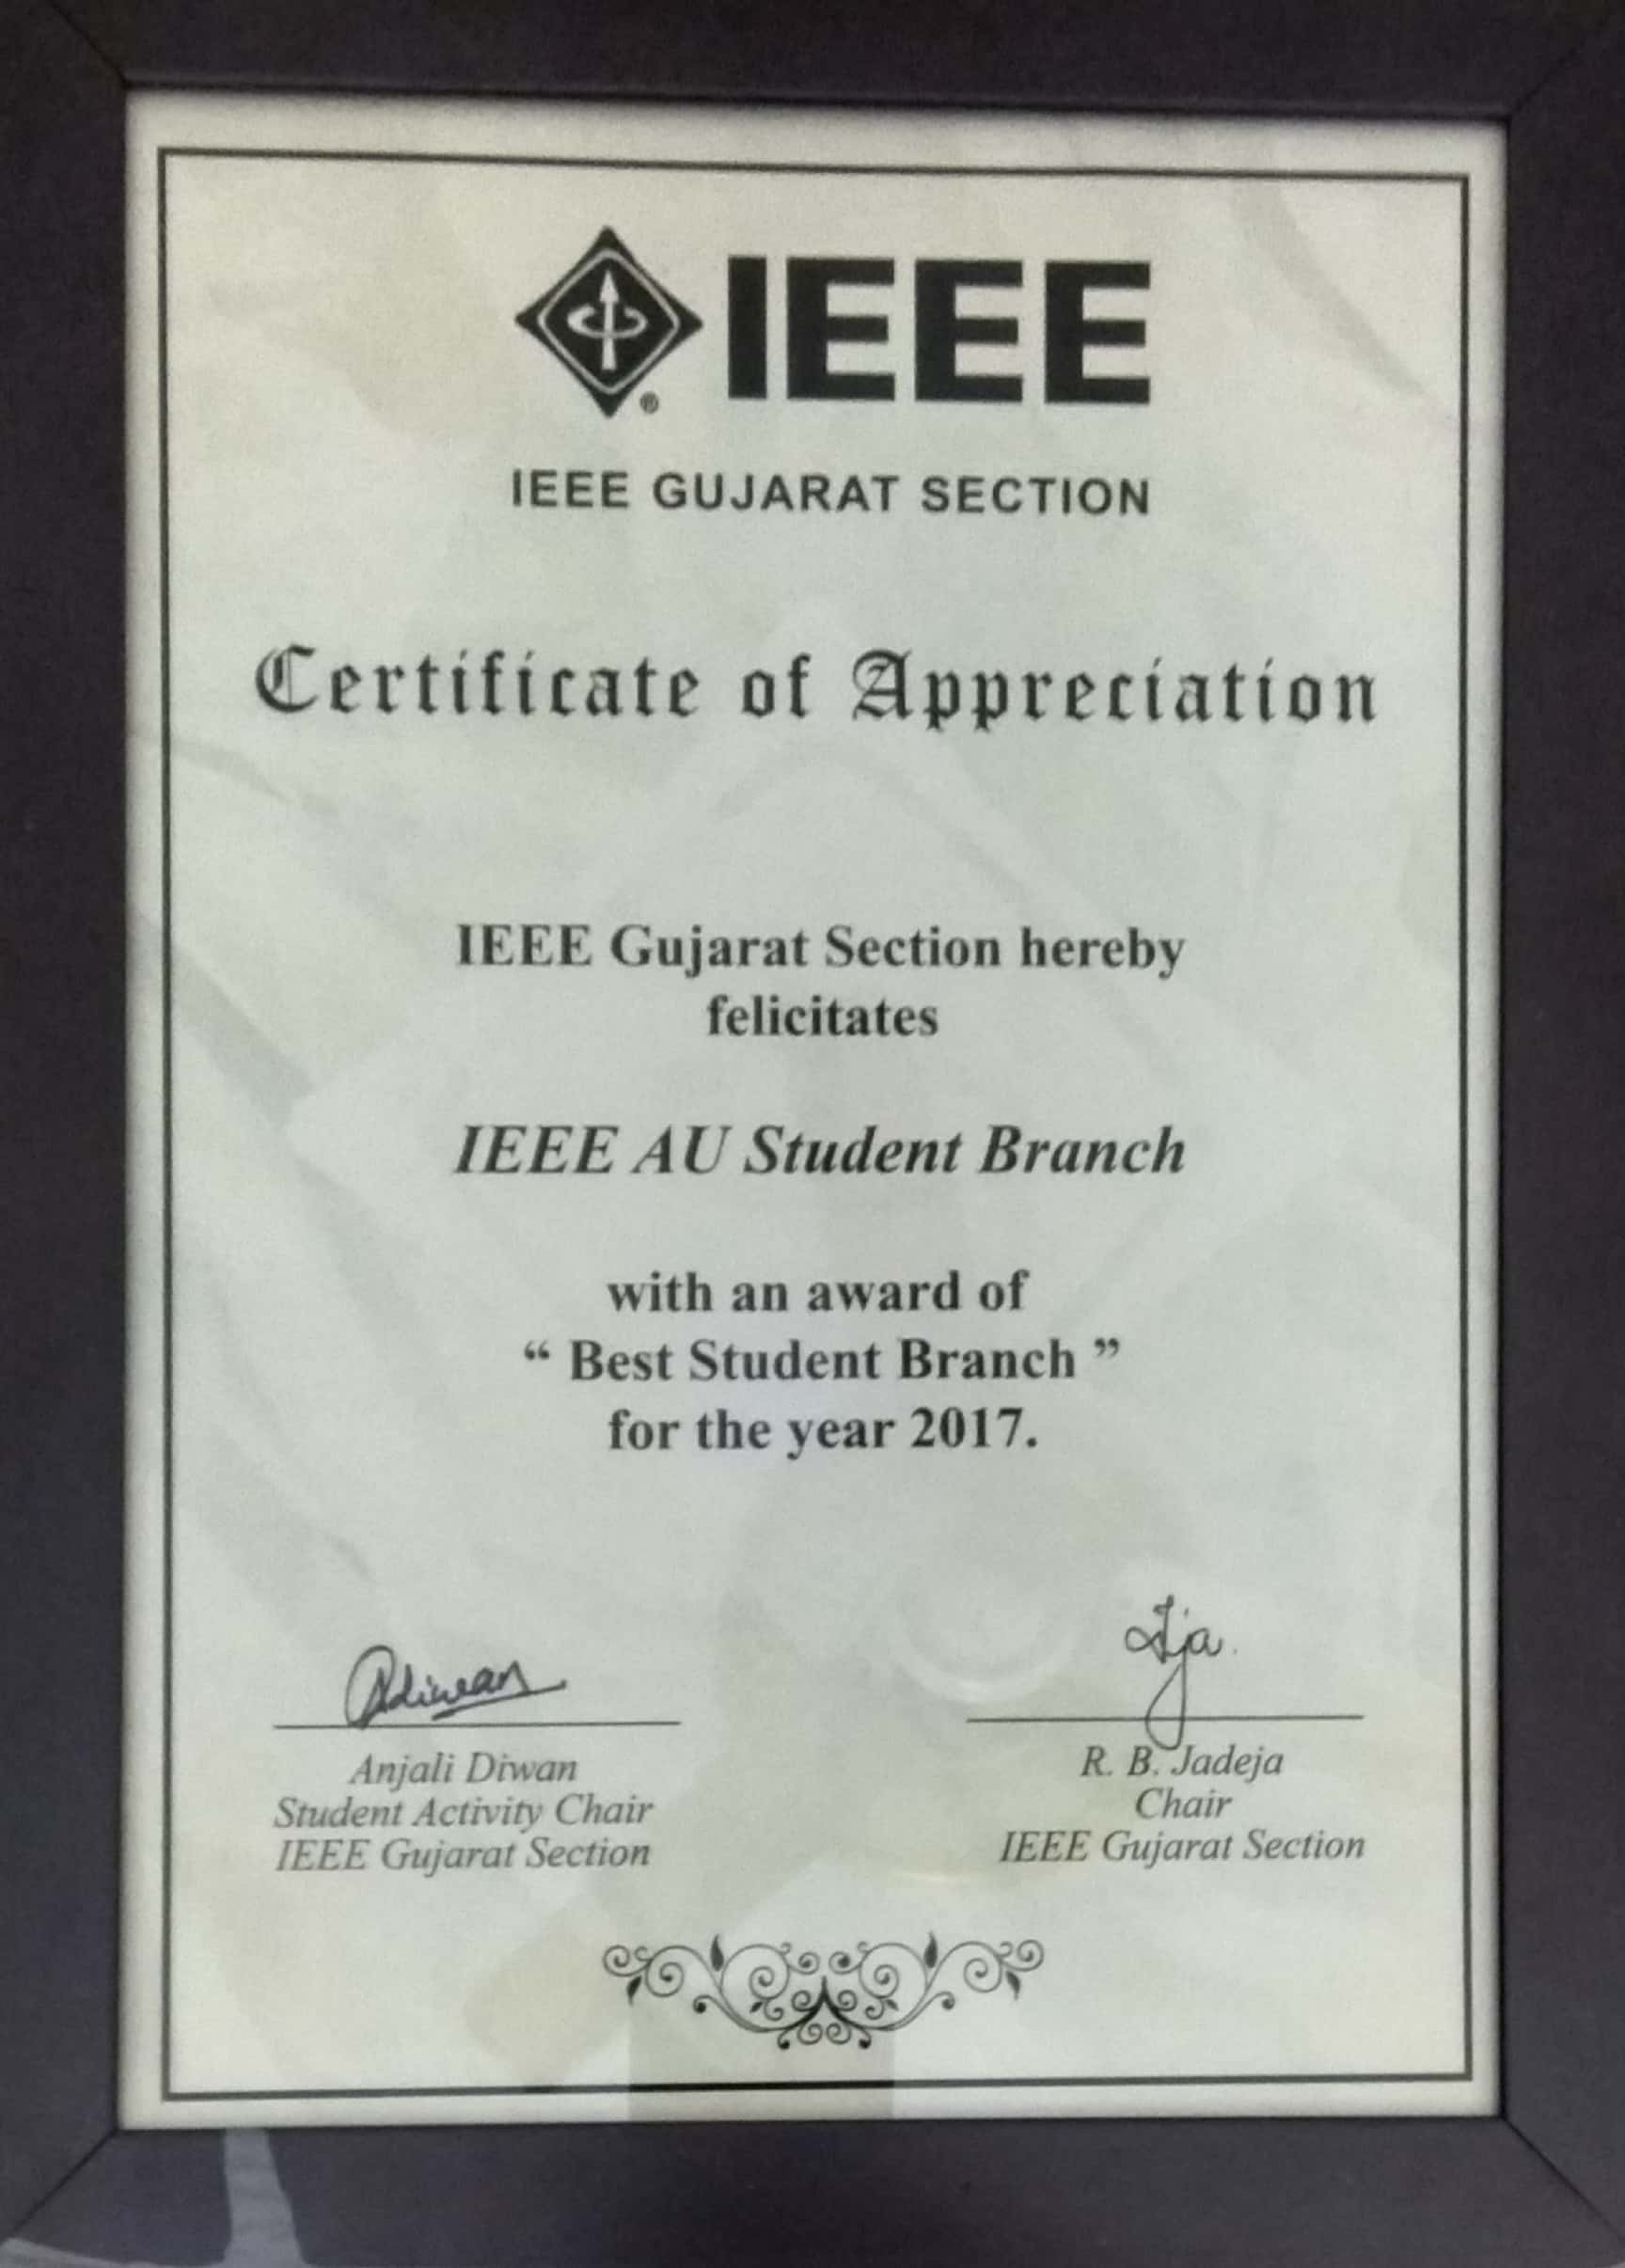 IEEE
IEEE GUJARAT SECTION
Certificate of Appreciation
IEEE Gujarat Section hereby
felicitates
IEEE AU Student Branch
with an award of
“ Best Student Branch ”
for the year 2017.
Adiwan
Anjali Diwan
Student Activity Chair
IEEE Gujarat Section
R. B. Jadeja
Chair
IEEE Gujarat Section